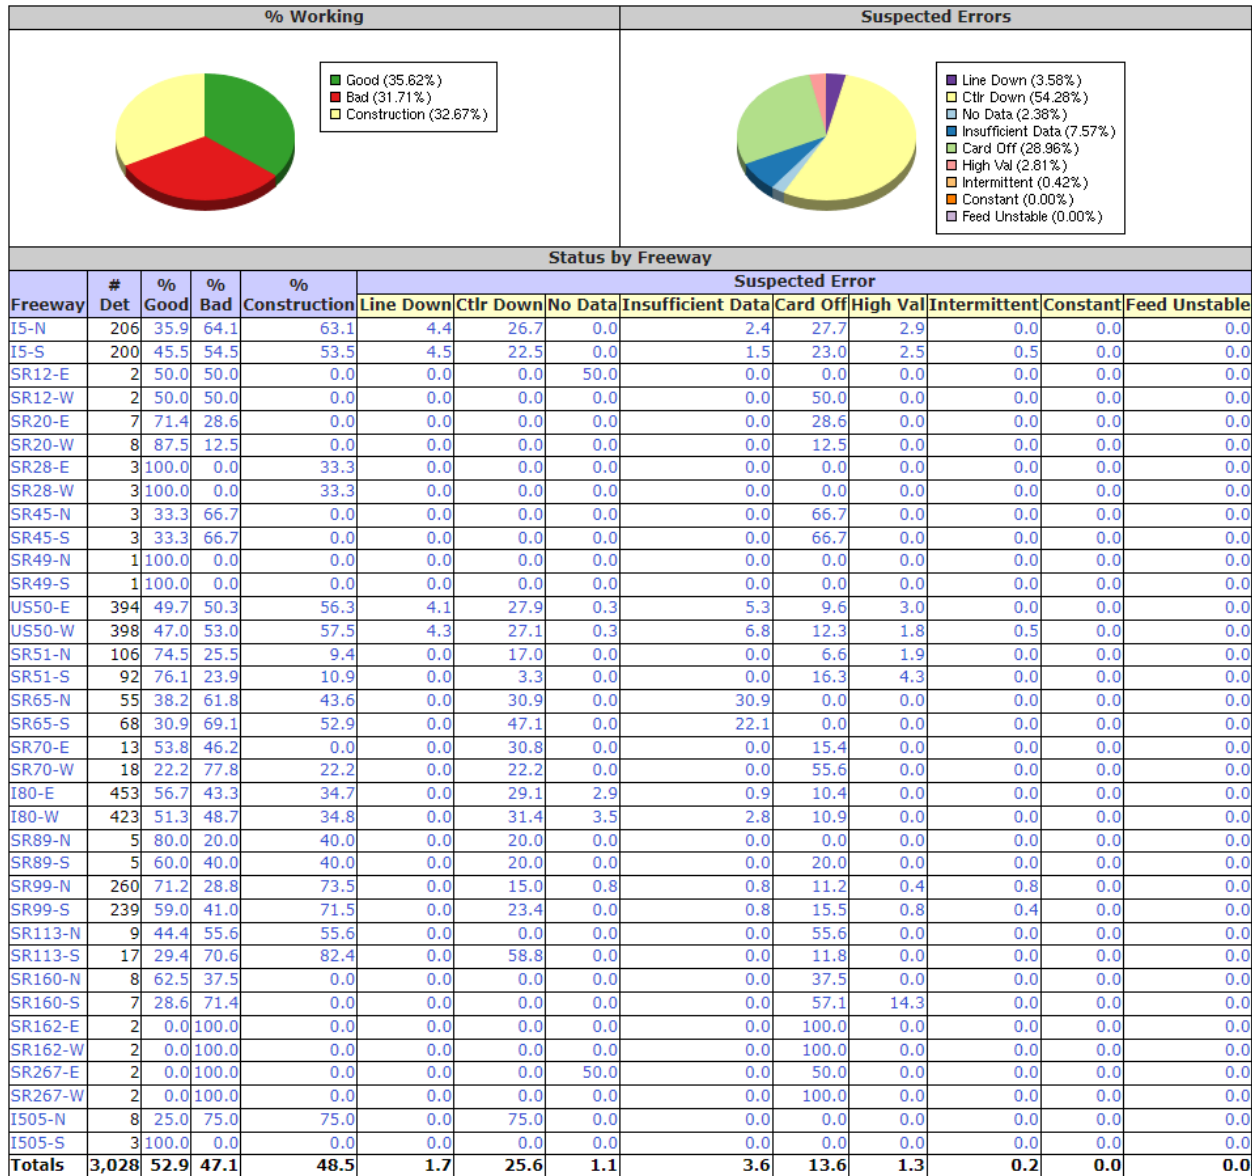 % Working
Suspected Errors
Good (35.62%)
Bad (31.71%)
Construction (32.67%)
Line Down (3.58%)
Ctlr Down (54.28%)
No Data (2.38%)
Insufficient Data (7.57%)
Card Off (28.96%)
High Val (2.81%)
Intermittent (0.42%)
Constant (0.00%)
Feed Unstable (0.00%)
Status by Freeway
Freeway # Det % Good % Bad % Construction Suspected Error
Line Down Ctlr Down No Data Insufficient Data Card Off High Val Intermittent Constant Feed Unstable
I5-N 206 35.9 64.1 63.1 4.4 26.7 0.0 2.4 27.7 2.9 0.0 0.0 0.0
I5-S 200 45.5 54.5 53.5 4.5 22.5 0.0 1.5 23.0 2.5 0.5 0.0 0.0
SR12-E 2 50.0 50.0 0.0 0.0 0.0 50.0 0.0 0.0 0.0 0.0 0.0 0.0
SR12-W 2 50.0 50.0 0.0 0.0 0.0 0.0 0.0 50.0 0.0 0.0 0.0 0.0
SR20-E 7 71.4 28.6 0.0 0.0 0.0 0.0 0.0 28.6 0.0 0.0 0.0 0.0
SR20-W 8 87.5 12.5 0.0 0.0 0.0 0.0 0.0 12.5 0.0 0.0 0.0 0.0
SR28-E 3 100.0 0.0 33.3 0.0 0.0 0.0 0.0 0.0 0.0 0.0 0.0 0.0
SR28-W 3 100.0 0.0 33.3 0.0 0.0 0.0 0.0 0.0 0.0 0.0 0.0 0.0
SR45-N 3 33.3 66.7 0.0 0.0 0.0 0.0 0.0 66.7 0.0 0.0 0.0 0.0
SR45-S 3 33.3 66.7 0.0 0.0 0.0 0.0 0.0 66.7 0.0 0.0 0.0 0.0
SR49-N 1 100.0 0.0 0.0 0.0 0.0 0.0 0.0 0.0 0.0 0.0 0.0 0.0
SR49-S 1 100.0 0.0 0.0 0.0 0.0 0.0 0.0 0.0 0.0 0.0 0.0 0.0
US50-E 394 49.7 50.3 56.3 4.1 27.9 0.3 5.3 9.6 3.0 0.0 0.0 0.0
US50-W 398 47.0 53.0 57.5 4.3 27.1 0.3 6.8 12.3 1.8 0.5 0.0 0.0
SR51-N 106 74.5 25.5 9.4 0.0 17.0 0.0 0.0 6.6 1.9 0.0 0.0 0.0
SR51-S 92 76.1 23.9 10.9 0.0 3.3 0.0 0.0 16.3 4.3 0.0 0.0 0.0
SR65-N 55 38.2 61.8 43.6 0.0 30.9 0.0 30.9 0.0 0.0 0.0 0.0 0.0
SR65-S 68 30.9 69.1 52.9 0.0 47.1 0.0 22.1 0.0 0.0 0.0 0.0 0.0
SR70-E 13 53.8 46.2 0.0 0.0 30.8 0.0 0.0 15.4 0.0 0.0 0.0 0.0
SR70-W 18 22.2 77.8 22.2 0.0 22.2 0.0 0.0 55.6 0.0 0.0 0.0 0.0
I80-E 453 56.7 43.3 34.7 0.0 29.1 2.9 0.9 10.4 0.0 0.0 0.0 0.0
I80-W 423 51.3 48.7 34.8 0.0 31.4 3.5 2.8 10.9 0.0 0.0 0.0 0.0
SR89-N 5 80.0 20.0 40.0 0.0 20.0 0.0 0.0 0.0 0.0 0.0 0.0 0.0
SR89-S 5 60.0 40.0 40.0 0.0 20.0 0.0 0.0 20.0 0.0 0.0 0.0 0.0
SR99-N 260 71.2 28.8 73.5 0.0 15.0 0.8 0.8 11.2 0.4 0.8 0.0 0.0
SR99-S 239 59.0 41.0 71.5 0.0 23.4 0.0 0.8 15.5 0.8 0.4 0.0 0.0
SR113-N 9 44.4 55.6 55.6 0.0 0.0 0.0 0.0 55.6 0.0 0.0 0.0 0.0
SR113-S 17 29.4 70.6 82.4 0.0 58.8 0.0 0.0 11.8 0.0 0.0 0.0 0.0
SR160-N 8 62.5 37.5 0.0 0.0 0.0 0.0 0.0 37.5 0.0 0.0 0.0 0.0
SR160-S 7 28.6 71.4 0.0 0.0 0.0 0.0 0.0 57.1 14.3 0.0 0.0 0.0
SR162-E 2 0.0 100.0 0.0 0.0 0.0 0.0 0.0 100.0 0.0 0.0 0.0 0.0
SR162-W 2 0.0 100.0 0.0 0.0 0.0 0.0 0.0 100.0 0.0 0.0 0.0 0.0
SR267-E 2 0.0 100.0 0.0 0.0 0.0 50.0 0.0 50.0 0.0 0.0 0.0 0.0
SR267-W 2 0.0 100.0 0.0 0.0 0.0 0.0 0.0 100.0 0.0 0.0 0.0 0.0
I505-N 8 25.0 75.0 75.0 0.0 75.0 0.0 0.0 0.0 0.0 0.0 0.0 0.0
I505-S 3 100.0 0.0 0.0 0.0 0.0 0.0 0.0 0.0 0.0 0.0 0.0 0.0
Totals 3,028 52.9 47.1 48.5 1.7 25.6 1.1 3.6 13.6 1.3 0.2 0.0 0.0